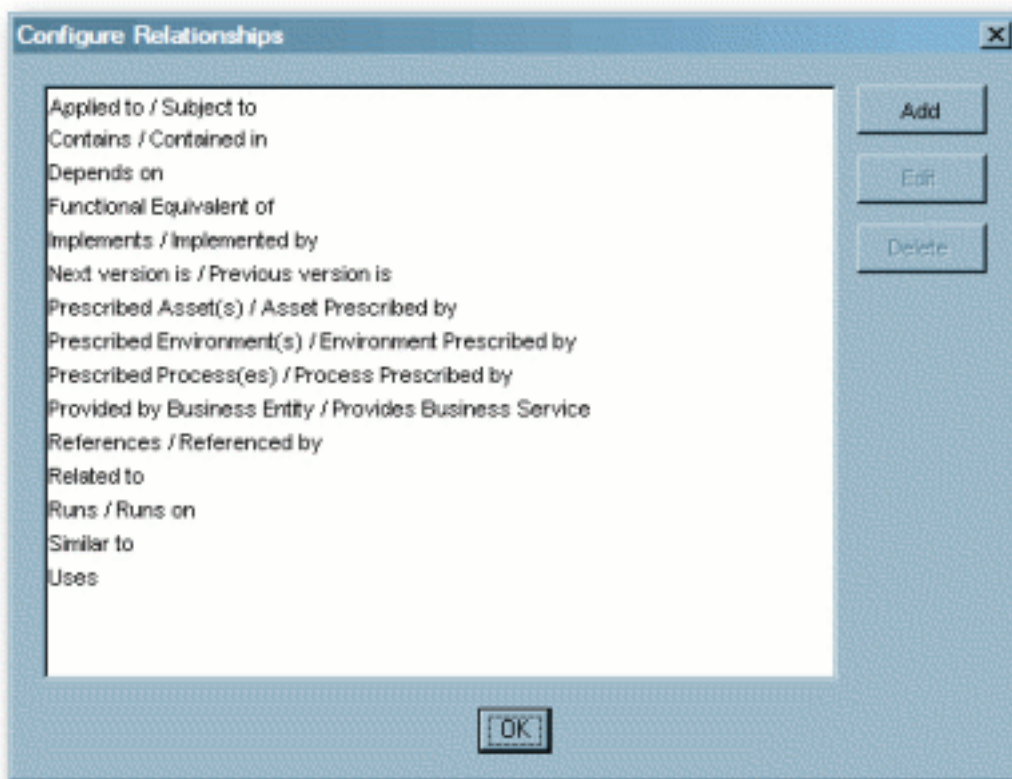 Configure Relationships
Applied to / Subject to
Contains / Contained in
Depends on
Functional Equivalent of
Implements / Implemented by
Next version is / Previous version is
Prescribed Asset(s) / Asset Prescribed by
Prescribed Environment(s) / Environment Prescribed by
Prescribed Process(es) / Process Prescribed by
Provided by Business Entity / Provides Business Service
References / Referenced by
Related to
Runs / Runs on
Similar to
Uses
Add
Edit
Delete
OK